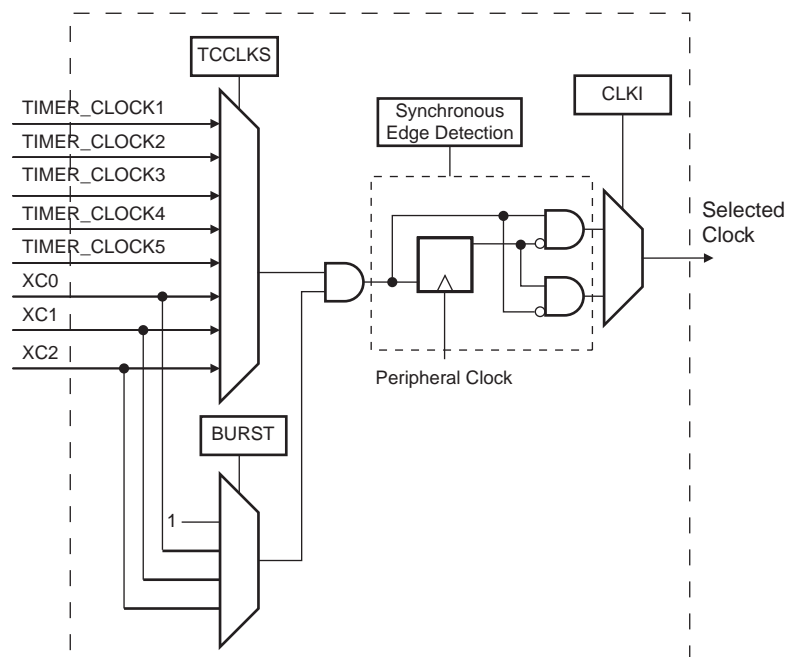 TCCLKS
TIMER_CLOCK1
TIMER_CLOCK2
TIMER_CLOCK3
TIMER_CLOCK4
TIMER_CLOCK5
XC0
XC1
XC2
Synchronous
Edge Detection
CLKI
Selected
Clock
Peripheral Clock
BURST
1